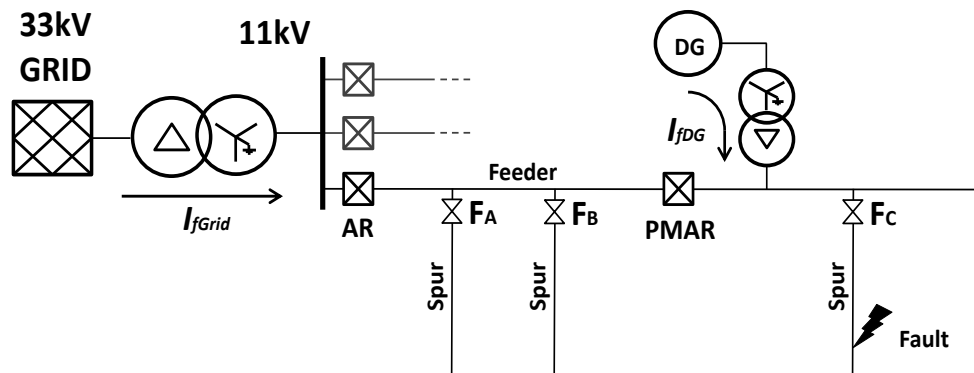 33kV
GRID
11kV
DG
IfDG
IfGrid
Feeder
AR
FA
FB
PMAR
FC
Spur
Spur
Spur
Fault